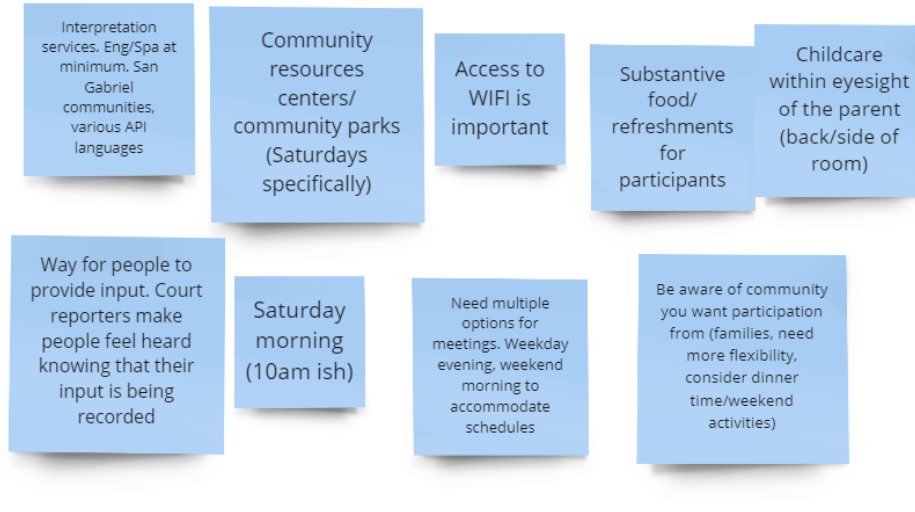 Interpretation
services. Eng/Spa at
minimum. San
Gabriel
communities,
various API
languages
Community
resources
centers/
community parks
(Saturdays
specifically)
Access to
WIFI is
important
Substantive
food/
refreshments
for
participants
Childcare
within eyesight
of the parent
(back/side of
room)
Way for people to
provide input. Court
reporters make
people feel heard
knowing that their
input is being
recorded
Saturday
morning
(10am ish)
Need multiple
options for
meetings. Weekday
evening, weekend
morning to
accommodate
schedules
Be aware of community
you want participation
from (families, need
more flexibility,
consider dinner
time/weekend
activities)